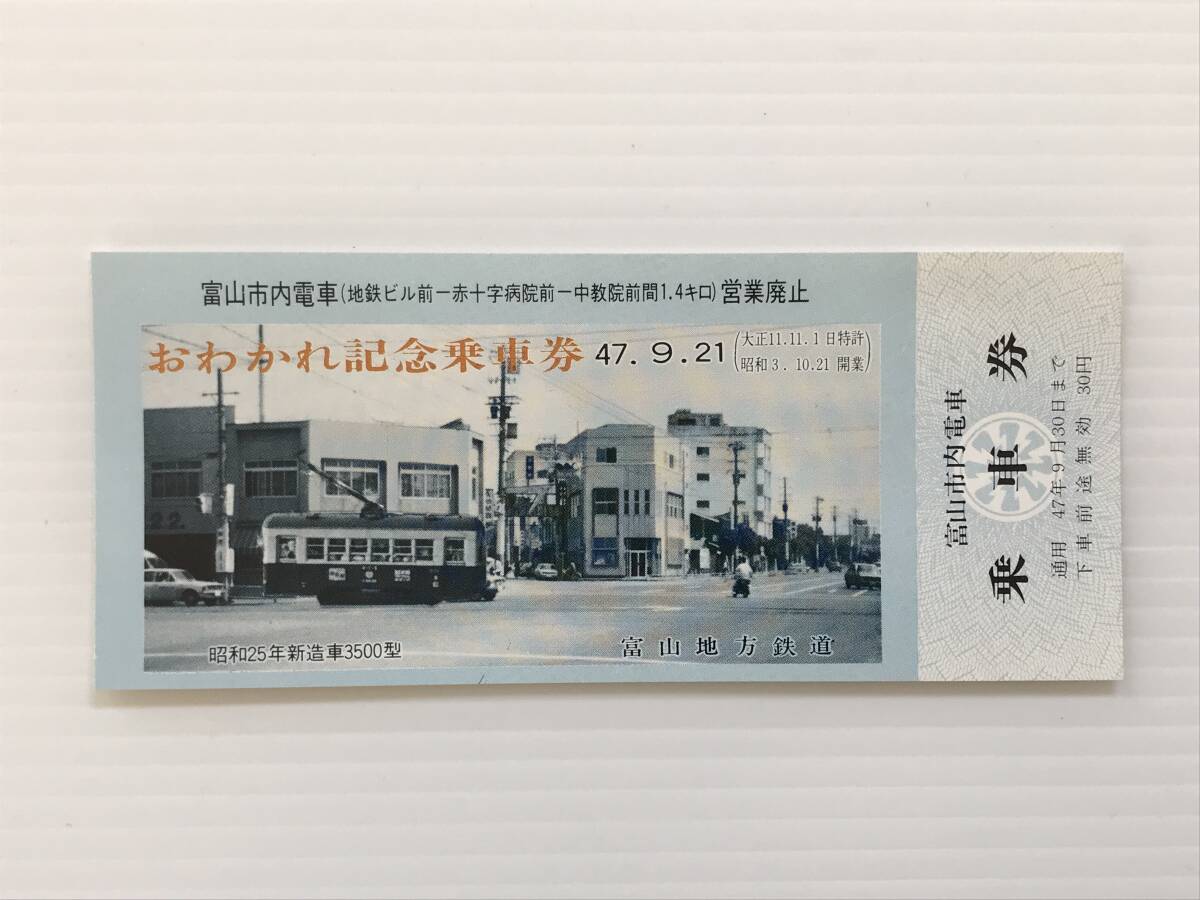 富山市内電車(地鉄ビル前ー赤十字病院前ー中教院前間1.4キロ)営業廃止
おわかれ記念乗車券 47.9.21
(大正11.11.1日特許
昭和3.10.21開業)
昭和25年新造車3500型
富山地方鉄道
富山市内電車
乗車券
通用 47年9月30日まで
下車前途無効 30円